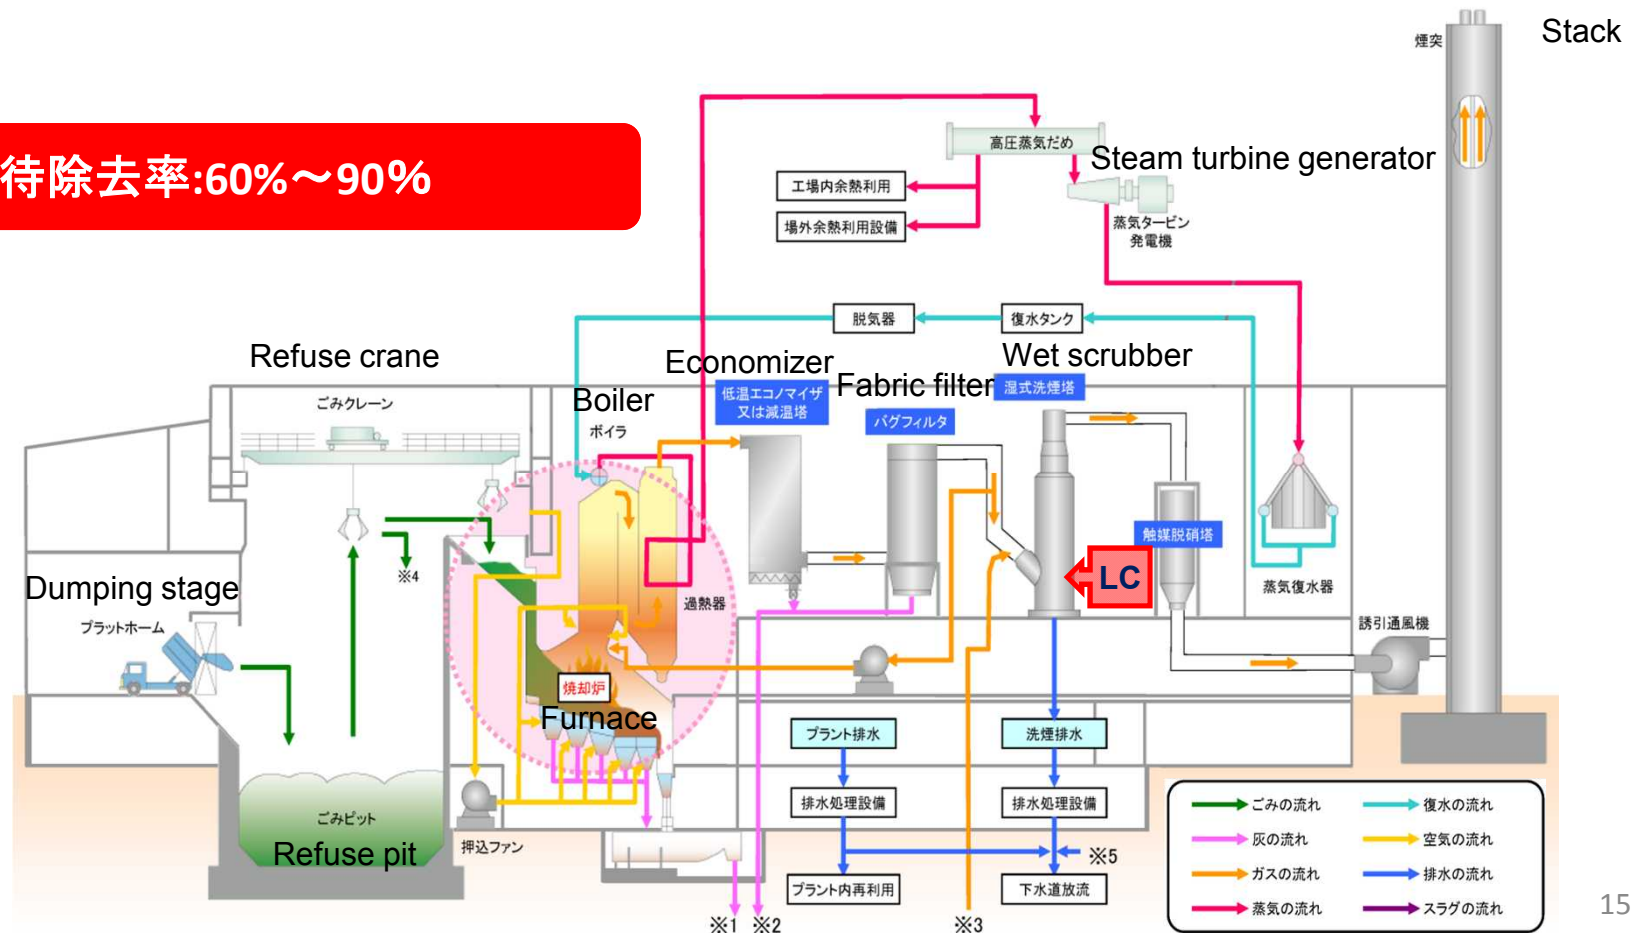 Stack
煙突
待除去率:60%~90%
高圧蒸気だめ
Steam turbine generator
工場内余熱利用
場外余熱利用設備
蒸気タービン
発電機
脱気器
復水タンク
Refuse crane
ごみクレーン
Economizer
低温エコノマイザ
又は減温塔
Wet scrubber
湿式洗煙塔
Fabric filter
バグフィルタ
Boiler
ボイラ
触媒脱硝塔
LC
蒸気復水器
※4
Dumping stage
プラットホーム
過熱器
誘引通風機
焼却炉
Furnace
プラント排水
洗煙排水
排水処理設備
排水処理設備
ごみピット
Refuse pit
押込ファン
※5
プラント内再利用
下水道放流
※1
※2
※3
ごみの流れ
復水の流れ
灰の流れ
空気の流れ
ガスの流れ
排水の流れ
蒸気の流れ
スラグの流れ
15